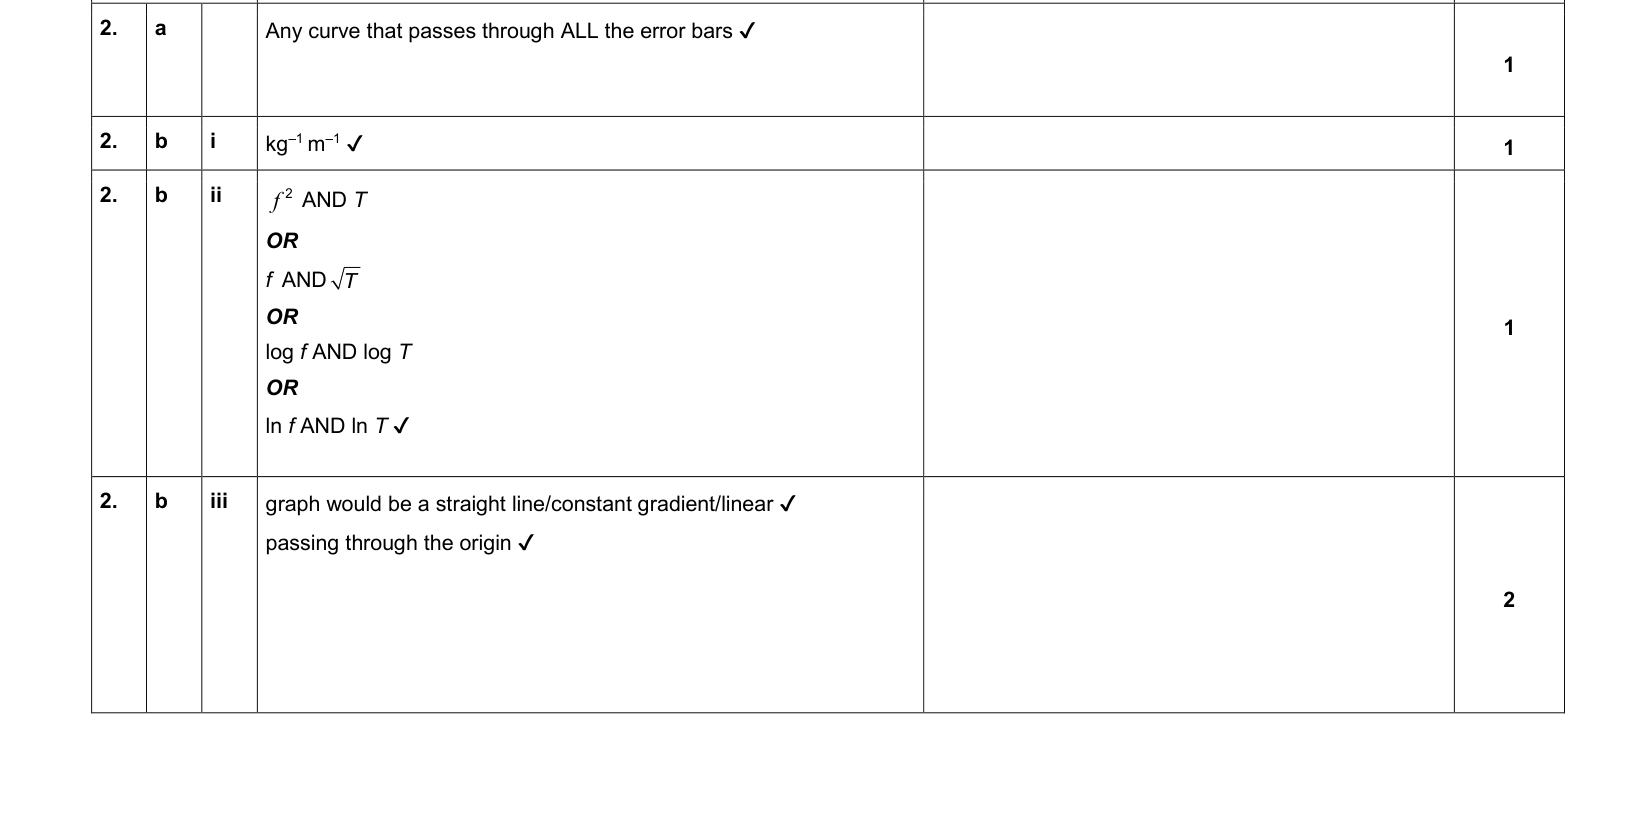 2. a Any curve that passes through ALL the error bars ✓ 1
2. b i kg⁻¹ m⁻¹ ✓ 1
2. b ii f² AND T
OR
f AND √T
OR
log f AND log T
OR
ln f AND ln T ✓
1
2. b iii graph would be a straight line/constant gradient/linear ✓
passing through the origin ✓
2